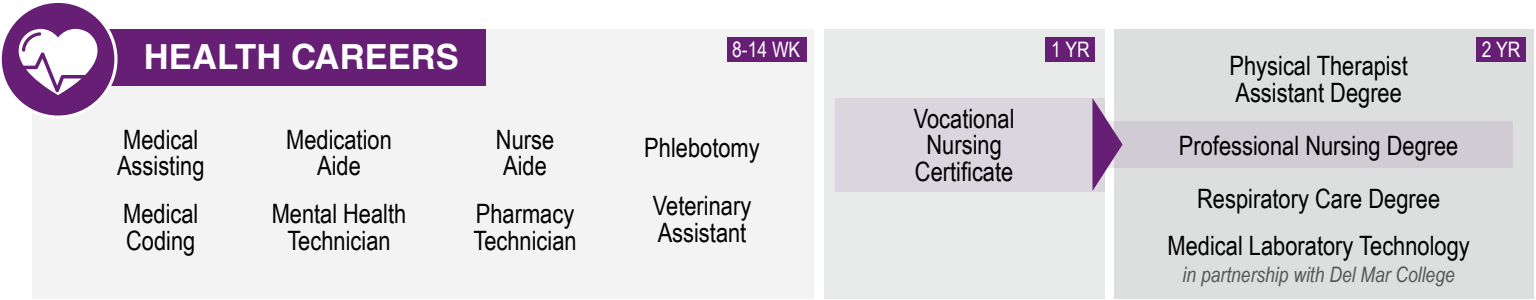 HEALTH CAREERS
8-14 WK
Medical
Assisting
Medication
Aide
Nurse
Aide
Phlebotomy
Medical
Coding
Mental Health
Technician
Pharmacy
Technician
Veterinary
Assistant
1 YR
Vocational
Nursing
Certificate
2 YR
Physical Therapist
Assistant Degree
Professional Nursing Degree
Respiratory Care Degree
Medical Laboratory Technology
in partnership with Del Mar College